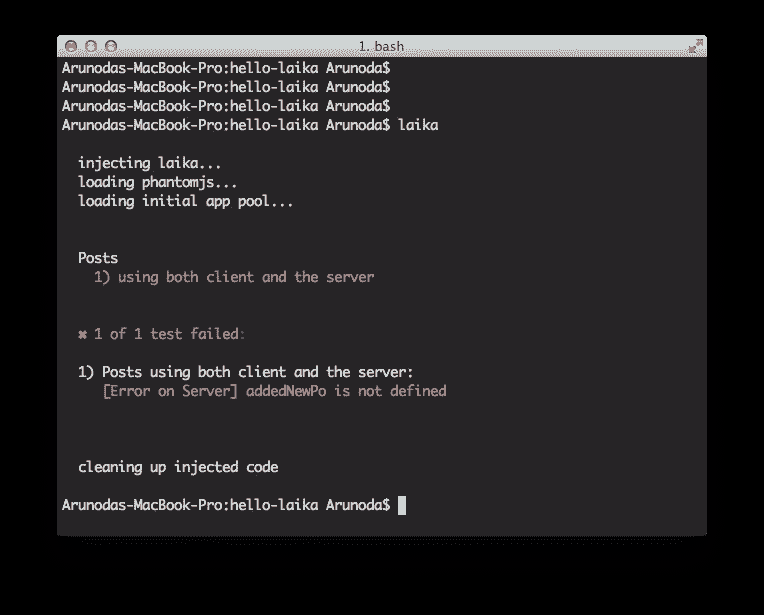 1. bash
Arunodas-MacBook-Pro:hello-laika Arunoda$
Arunodas-MacBook-Pro:hello-laika Arunoda$
Arunodas-MacBook-Pro:hello-laika Arunoda$
Arunodas-MacBook-Pro:hello-laika Arunoda$ laika
injecting laika...
loading phantomjs...
loading initial app pool...
Posts
1) using both client and the server
✖ 1 of 1 test failed:
1) Posts using both client and the server:
[Error on Server] addedNewPo is not defined
cleaning up injected code
Arunodas-MacBook-Pro:hello-laika Arunoda$